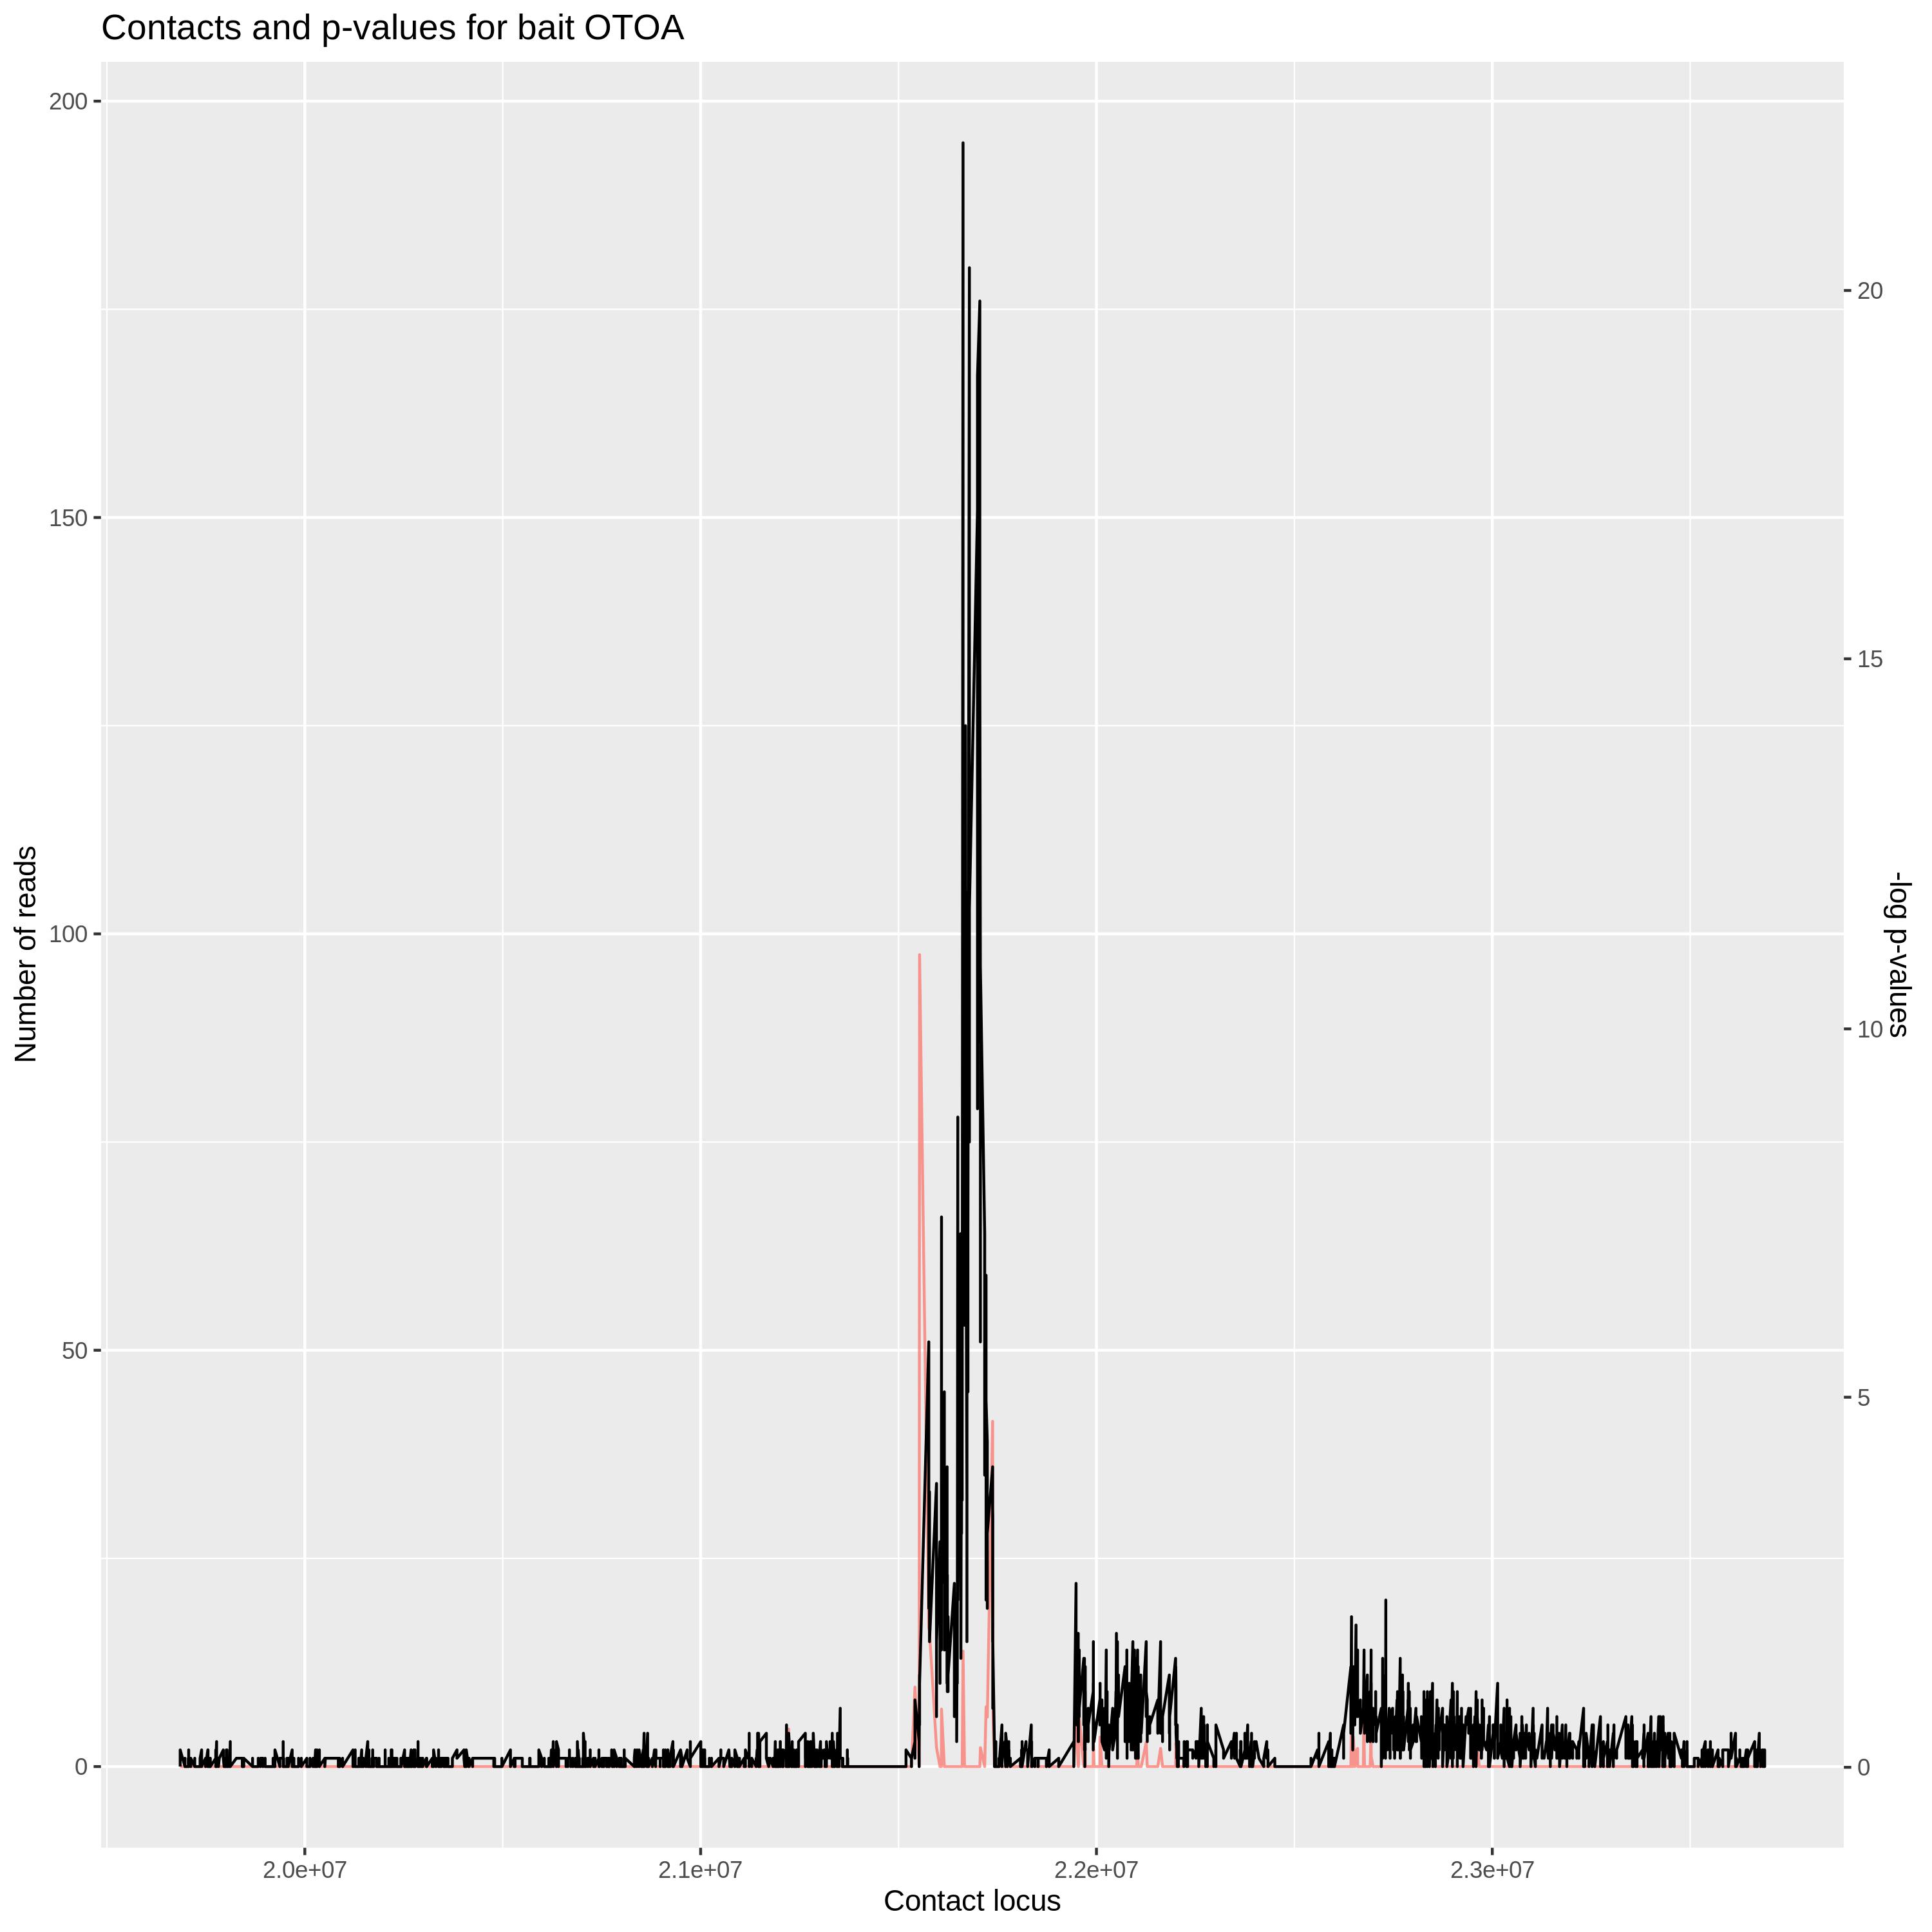 Contacts and p-values for bait OTOA
200
150
100
50
0
Number of reads
20
15
10
5
0
-log p-values
2.0e+07
2.1e+07
2.2e+07
2.3e+07
Contact locus